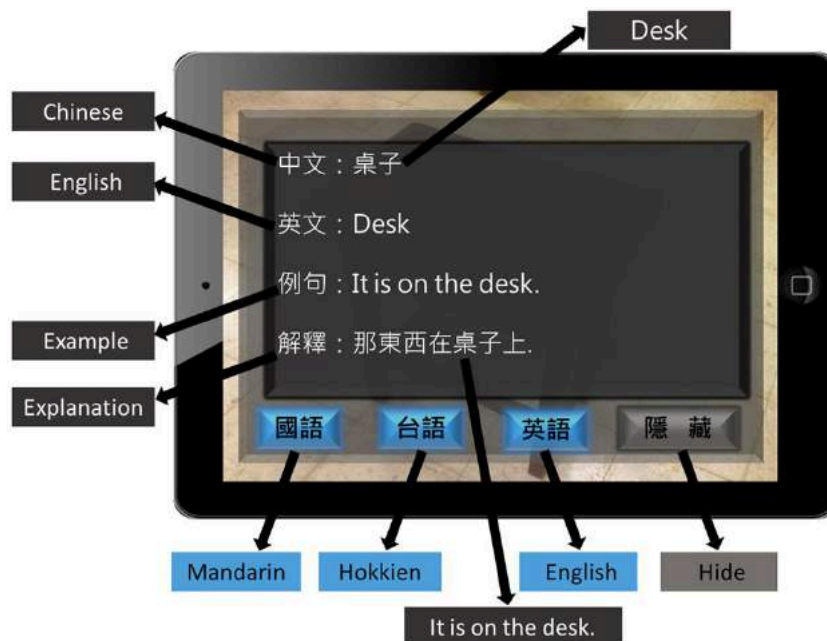 Desk
Chinese
中文：桌子
English
英文：Desk
例句：It is on the desk.
Example
解釋：那東西在桌子上.
Explanation
國語 台語 英語 隱 藏
Mandarin Hokkien English Hide
It is on the desk.